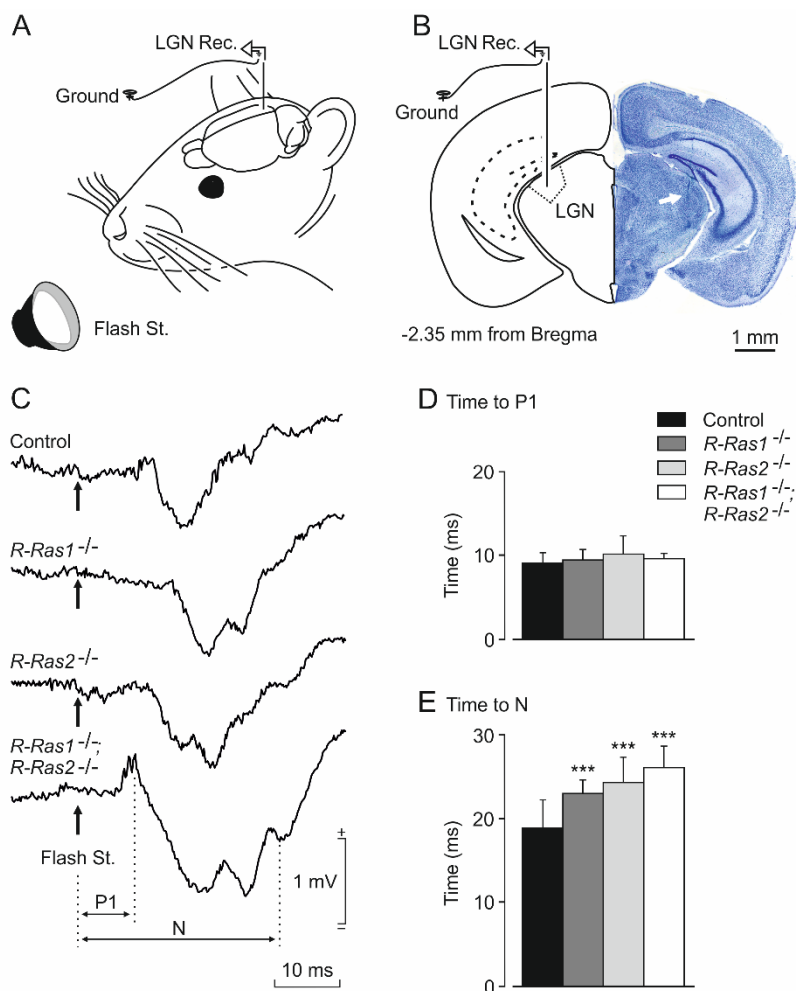 A
LGN Rec.
Ground
Flash St.
B
LGN Rec.
Ground
LGN
-2.35 mm from Bregma
1 mm
C
Control
R-Ras1 -/-
R-Ras2 -/-
R-Ras1 -/-;
R-Ras2 -/-
Flash St.
P1
N
+
1 mV
=
10 ms
D Time to P1
Control
R-Ras1 -/-
R-Ras2 -/-
R-Ras1 -/-;
R-Ras2 -/-
20
10
0
Time (ms)
E Time to N
30
20
10
0
Time (ms)
*** *** ***